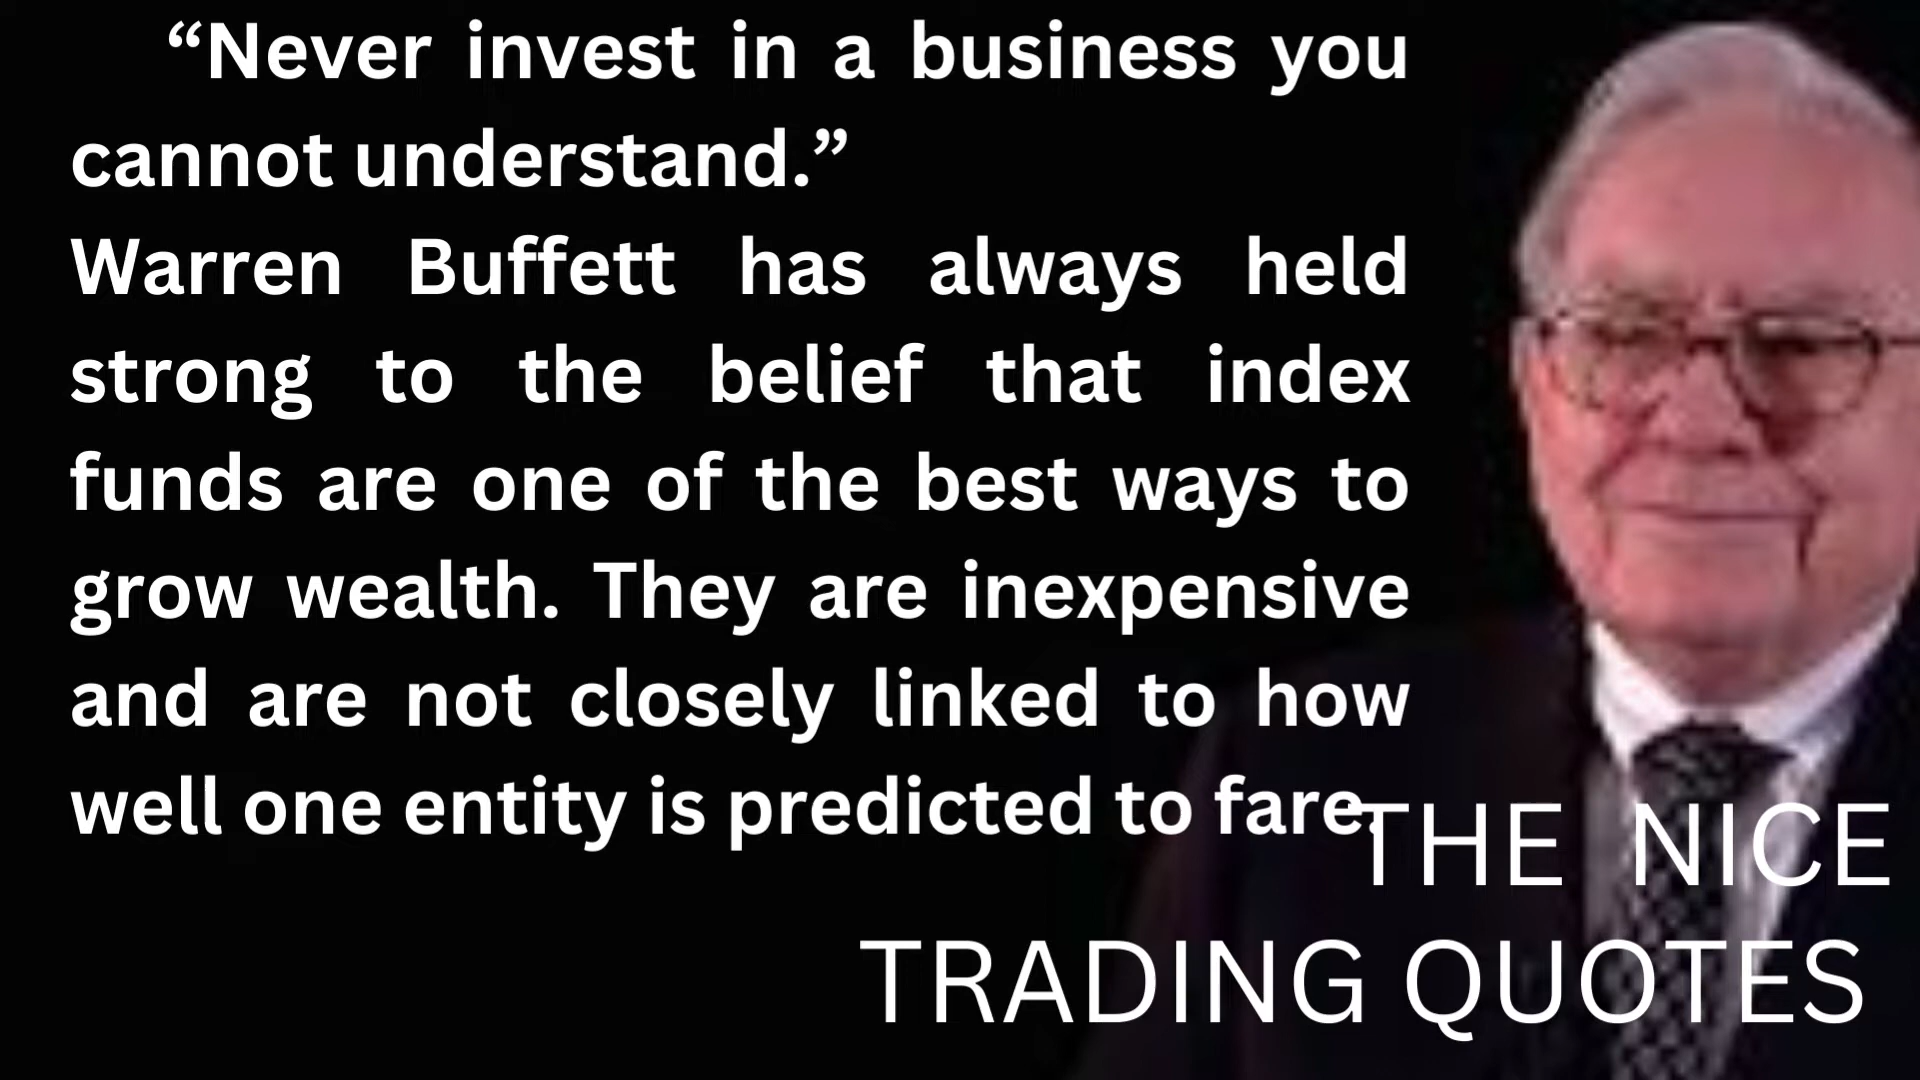 “Never invest in a business you
cannot understand.”
Warren Buffett has always held
strong to the belief that index
funds are one of the best ways to
grow wealth. They are inexpensive
and are not closely linked to how
well one entity is predicted to fare.
THE NICE
TRADING QUOTES